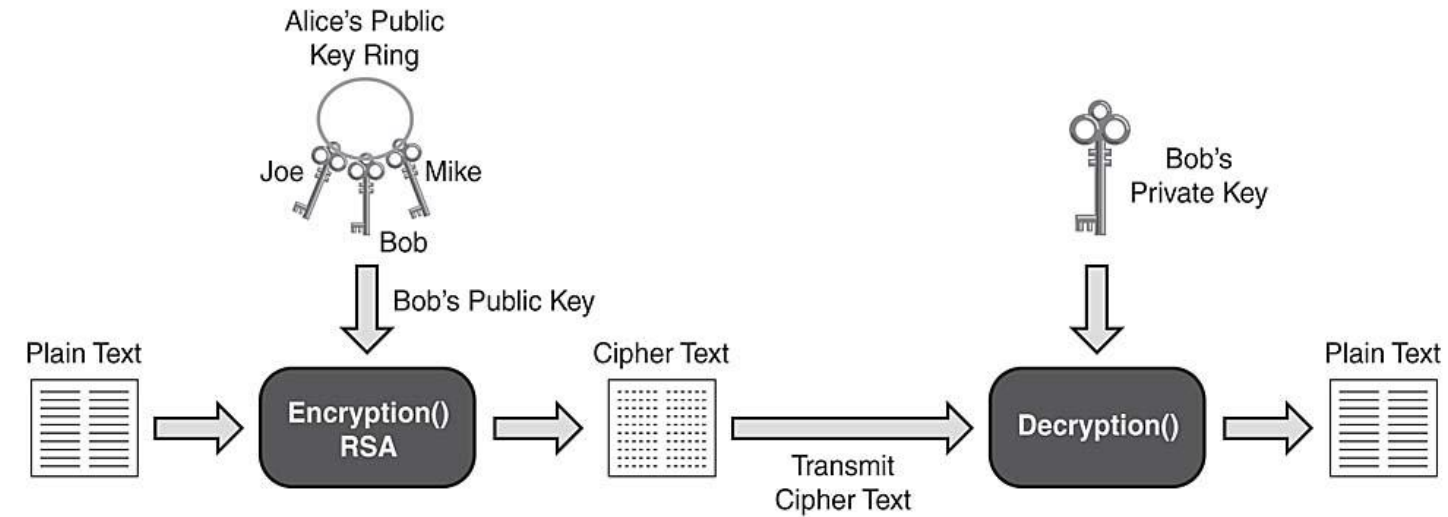 Alice's Public
Key Ring
Joe
Mike
Bob
Bob's
Private Key
Bob's Public Key
Plain Text
Cipher Text
Plain Text
Encryption()
RSA
Decryption()
Transmit
Cipher Text